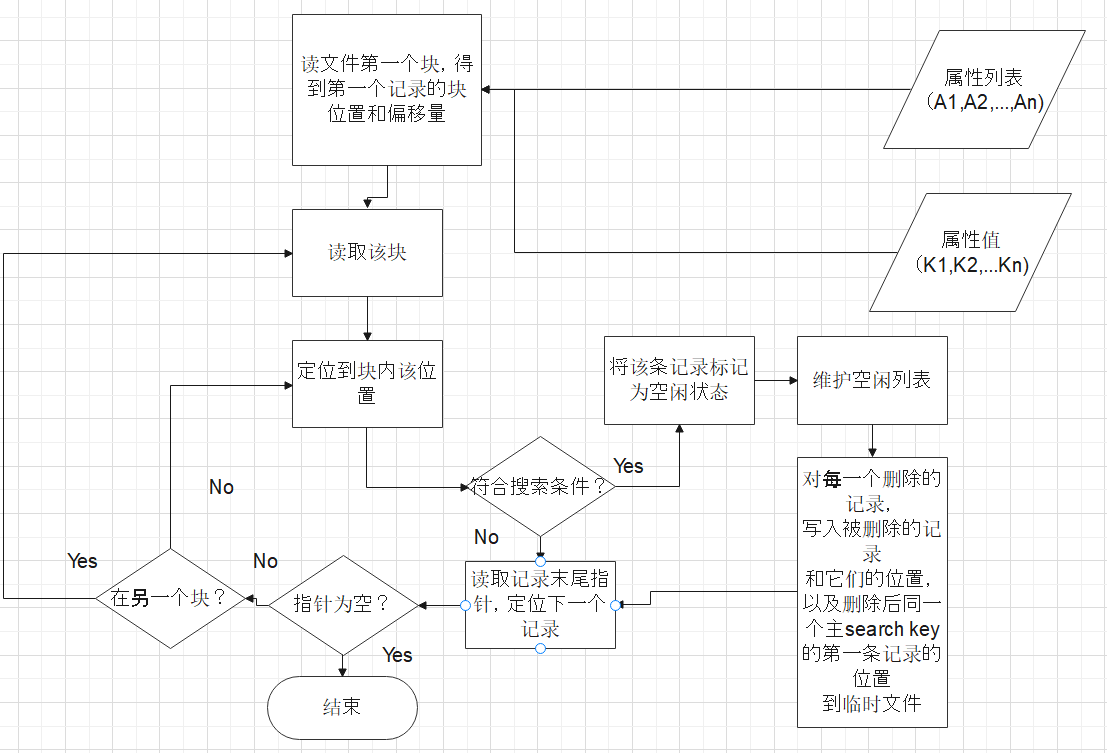 读文件第一个块，得
到第一个记录的块
位置和偏移量
属性列表
（A1,A2,...,An)
读取该块
属性值
（K1,K2,...Kn)
定位到块内该位
置
将该条记录标记
为空闲状态
维护空闲列表
符合搜索条件？
Yes
No
对每一个删除的
记录，
写入被删除的记
录
和它们的位置，
以及删除后同一
个主search key
的第一条记录的
位置
到临时文件
读取记录末尾指
针，定位下一个
记录
指针为空？
No
Yes
在另一个块？
No
Yes
结束